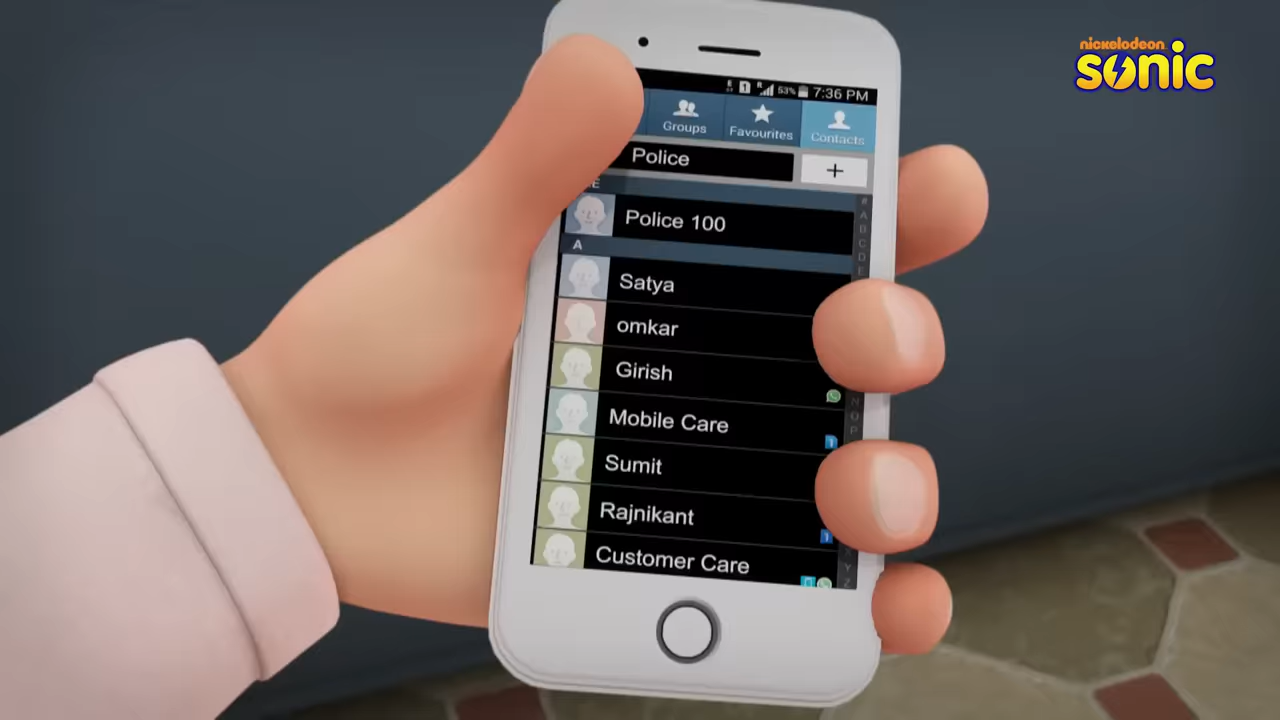 nickelodeon
sonic
1 53% 7:36 PM
Groups Favourites Contacts
Police
+
E
Police 100
A
Satya
omkar
Girish
Mobile Care
Sumit
Rajnikant
Customer Care
#
A
B
C
D
E
N
O
P
Y
Z